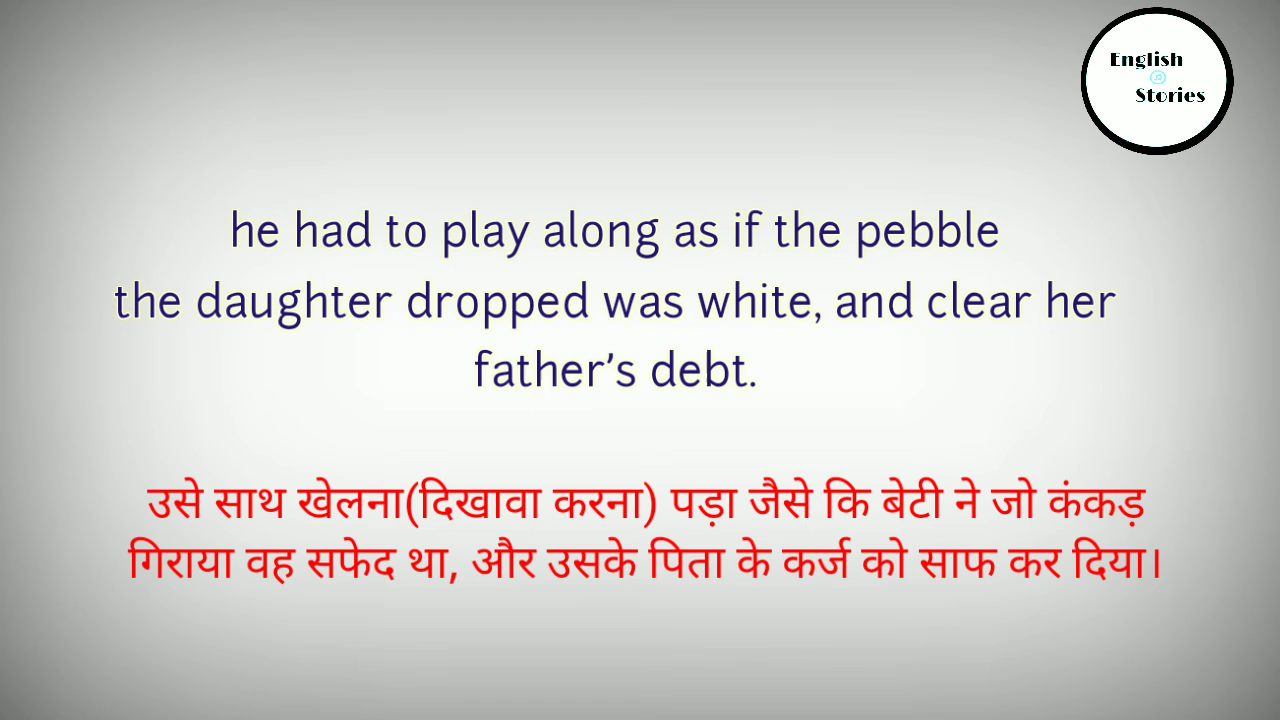 English
Stories
he had to play along as if the pebble
the daughter dropped was white, and clear her
father's debt.
उसे साथ खेलना(दिखावा करना) पड़ा जैसे कि बेटी ने जो कंकड़
गिराया वह सफेद था, और उसके पिता के कर्ज को साफ कर दिया।